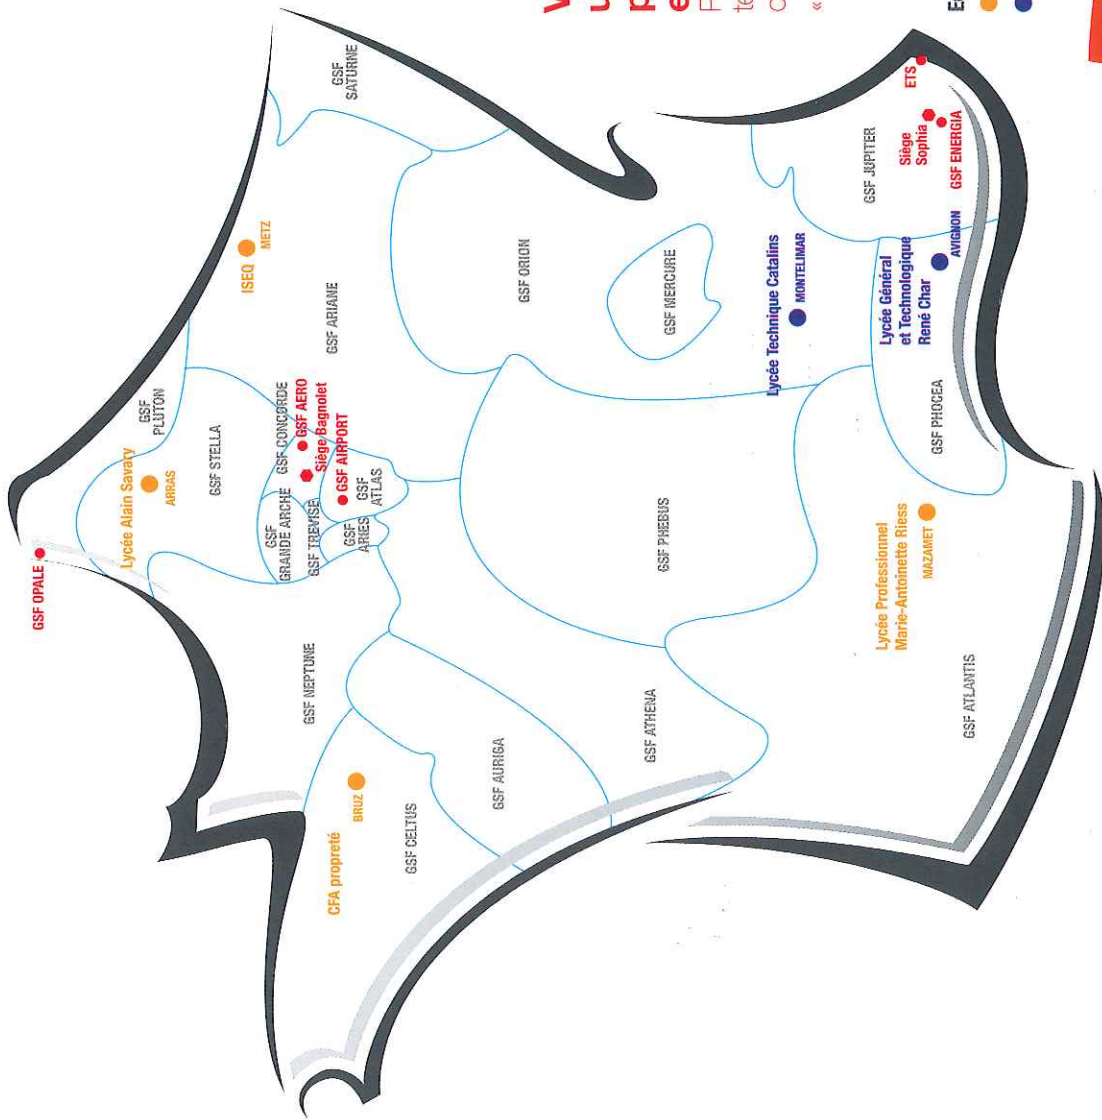 GSF OPALE
Lycée Alain Savary
ARRAS
GSF
PLUTON
GSF STELLA
ISEQ
METZ
GSF
SATURNE
GSF NEPTUNE
GSF
GRANDE ARCHE
GSF CONCORDE
GSF AERO
Siège Bagnolet
GSF TREVISE
GSF AIRPORT
GSF
ARIES
GSF
ATLAS
GSF ARIANE
CFA propreté
BRUZ
GSF CELTUS
GSF AURIGA
GSF ORION
GSF ATHENA
GSF PHEBUS
GSF MERCURE
Lycée Technique Catalins
MONTELIMAR
GSF JUPITER
Lycée Professionnel
Marie-Antoinette Riess
MAZAMET
Lycée Général
et Technologique
René Char
AVIGNON
GSF PHOCEA
Siège
Sophia
ETS
GSF ENERGIA
GSF ATLANTIS